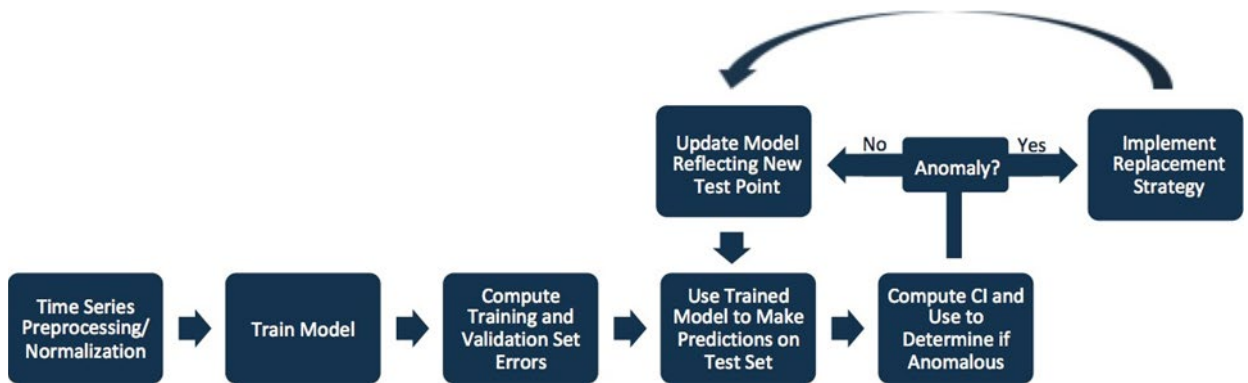 Update Model
Reflecting New
Test Point
No
Anomaly?
Yes
Implement
Replacement
Strategy
Time Series
Preprocessing/
Normalization
Train Model
Compute
Training and
Validation Set
Errors
Use Trained
Model to Make
Predictions on
Test Set
Compute CI and
Use to
Determine if
Anomalous